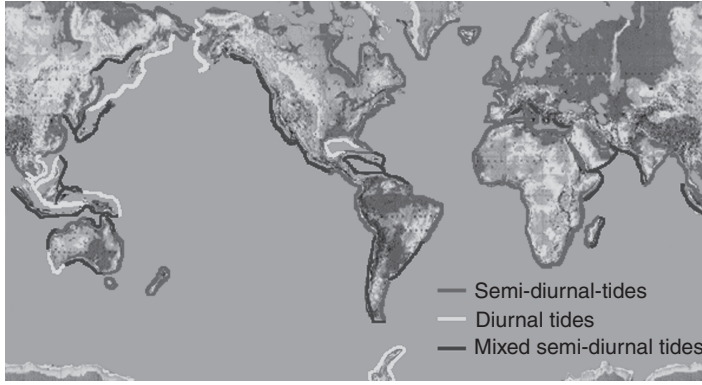 Semi-diurnal-tides
Diurnal tides
Mixed semi-diurnal tides